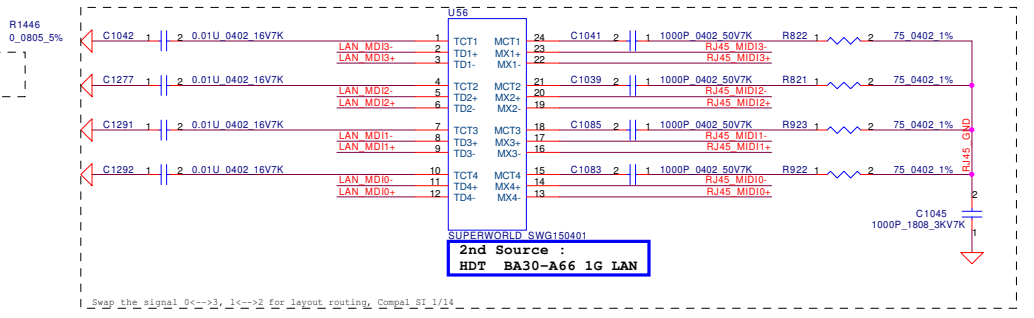 R1446
0_0805_5%
U56
C1042 1 2 0.01U_0402_16V7K 1 TCT1 MCT1 24 C1041 2 1 1000P_0402_50V7K R822 1 2 75_0402_1%
LAN_MDI3- 2 TD1+ MX1+ 23 RJ45_MIDI3-
LAN_MDI3+ 3 TD1- MX1- 22 RJ45_MIDI3+
C1277 1 2 0.01U_0402_16V7K 4 TCT2 MCT2 21 C1039 2 1 1000P_0402_50V7K R821 1 2 75_0402_1%
LAN_MDI2- 5 TD2+ MX2+ 20 RJ45_MIDI2-
LAN_MDI2+ 6 TD2- MX2- 19 RJ45_MIDI2+
C1291 1 2 0.01U_0402_16V7K 7 TCT3 MCT3 18 C1085 2 1 1000P_0402_50V7K R923 1 2 75_0402_1%
LAN_MDI1- 8 TD3+ MX3+ 17 RJ45_MIDI1-
LAN_MDI1+ 9 TD3- MX3- 16 RJ45_MIDI1+
C1292 1 2 0.01U_0402_16V7K 10 TCT4 MCT4 15 C1083 2 1 1000P_0402_50V7K R922 1 2 75_0402_1%
LAN_MDI0- 11 TD4+ MX4+ 14 RJ45_MIDI0-
LAN_MDI0+ 12 TD4- MX4- 13 RJ45_MIDI0+
RJ45_GND
2
C1045
1000P_1808_3KV7K
1
SUPERWORLD_SWG150401
2nd Source :
HDT BA30-A66 1G LAN
Swap the signal 0<-->3, 1<-->2 for layout routing, Compal SI 1/14